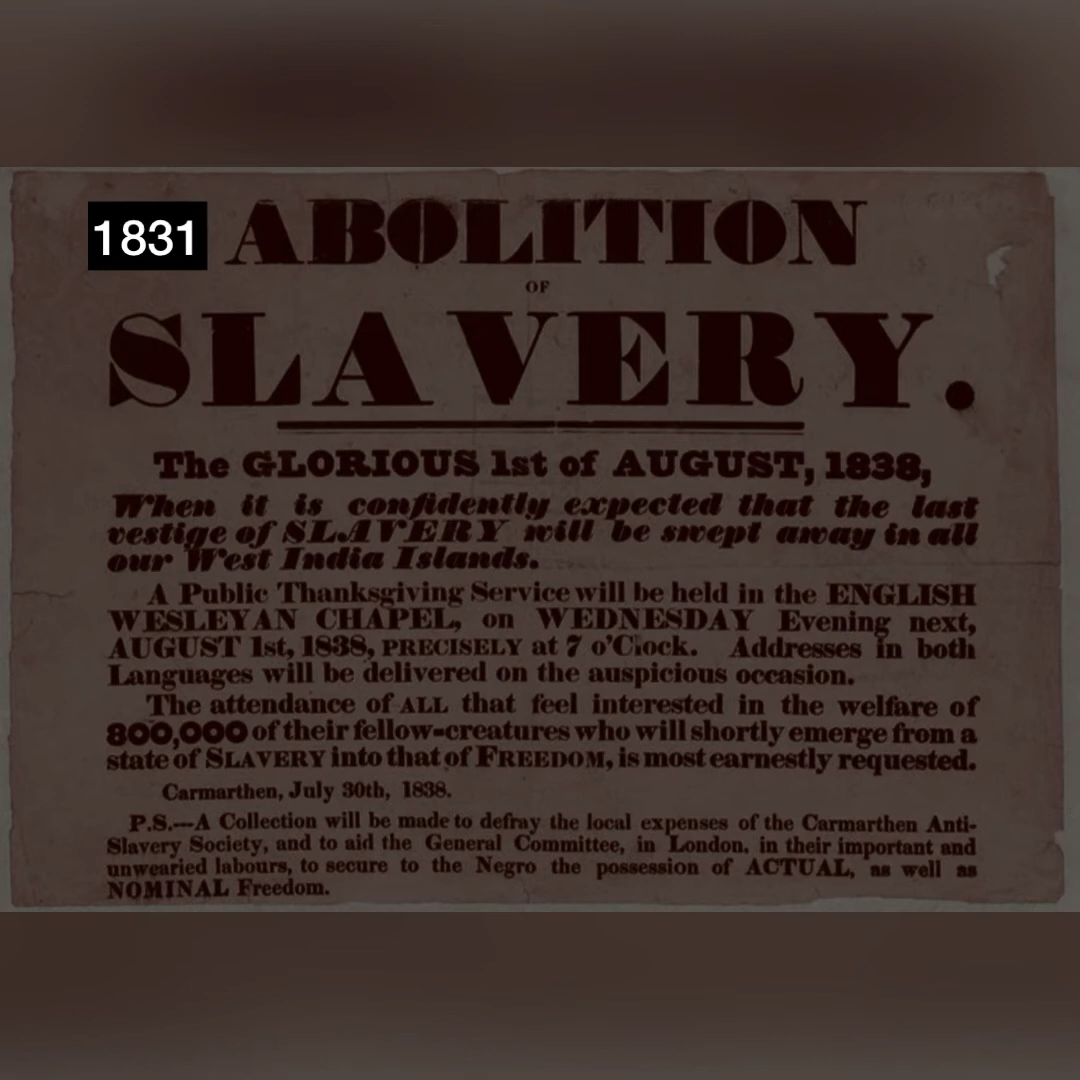 1831
ABOLITION
OF
SLAVERY.
The GLORIOUS 1st of AUGUST, 1838,
When it is confidently expected that the last
vestige of SLAVERY will be swept away in all
our West India Islands.
A Public Thanksgiving Service will be held in the ENGLISH
WESLEYAN CHAPEL, on WEDNESDAY Evening next,
AUGUST 1st, 1838, PRECISELY at 7 o'Clock. Addresses in both
Languages will be delivered on the auspicious occasion.
The attendance of ALL that feel interested in the welfare of
800,000 of their fellow-creatures who will shortly emerge from a
state of SLAVERY into that of FREEDOM, is most earnestly requested.
Carmarthen, July 30th, 1838.
P.S.--A Collection will be made to defray the local expenses of the Carmarthen Anti-
Slavery Society, and to aid the General Committee, in London, in their important and
unwearied labours, to secure to the Negro the possession of ACTUAL, as well as
NOMINAL Freedom.